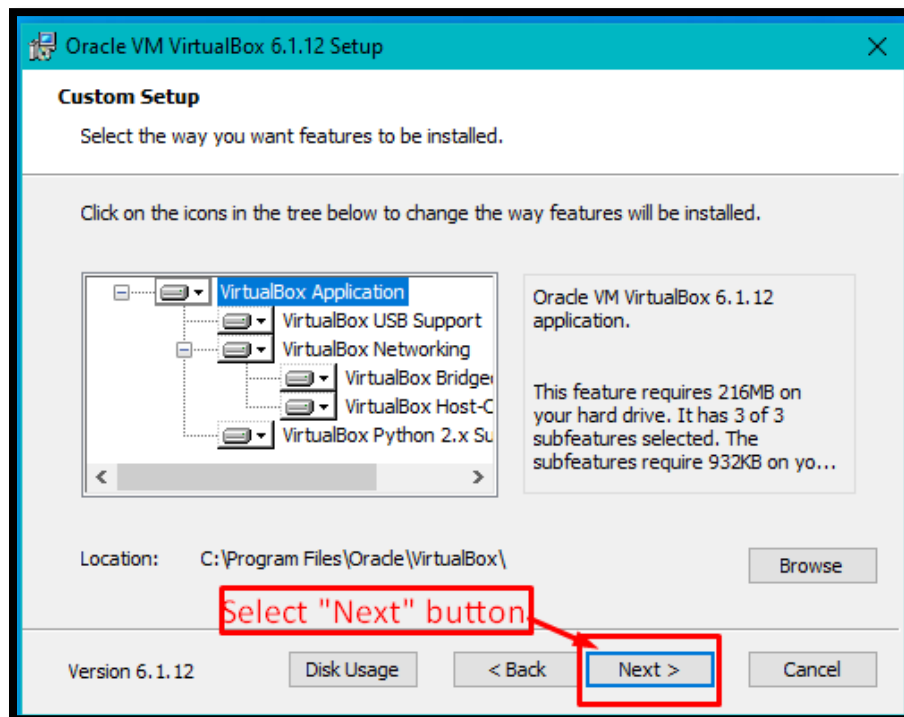 Oracle VM VirtualBox 6.1.12 Setup
Custom Setup
Select the way you want features to be installed.
Click on the icons in the tree below to change the way features will be installed.
VirtualBox Application
VirtualBox USB Support
VirtualBox Networking
VirtualBox Bridge
VirtualBox Host-C
VirtualBox Python 2.x Su
Oracle VM VirtualBox 6.1.12
application.
This feature requires 216MB on
your hard drive. It has 3 of 3
subfeatures selected. The
subfeatures require 932KB on yo...
Location: C:\Program Files\Oracle\VirtualBox\
Browse
Select "Next" button.
Version 6.1.12
Disk Usage
< Back
Next >
Cancel